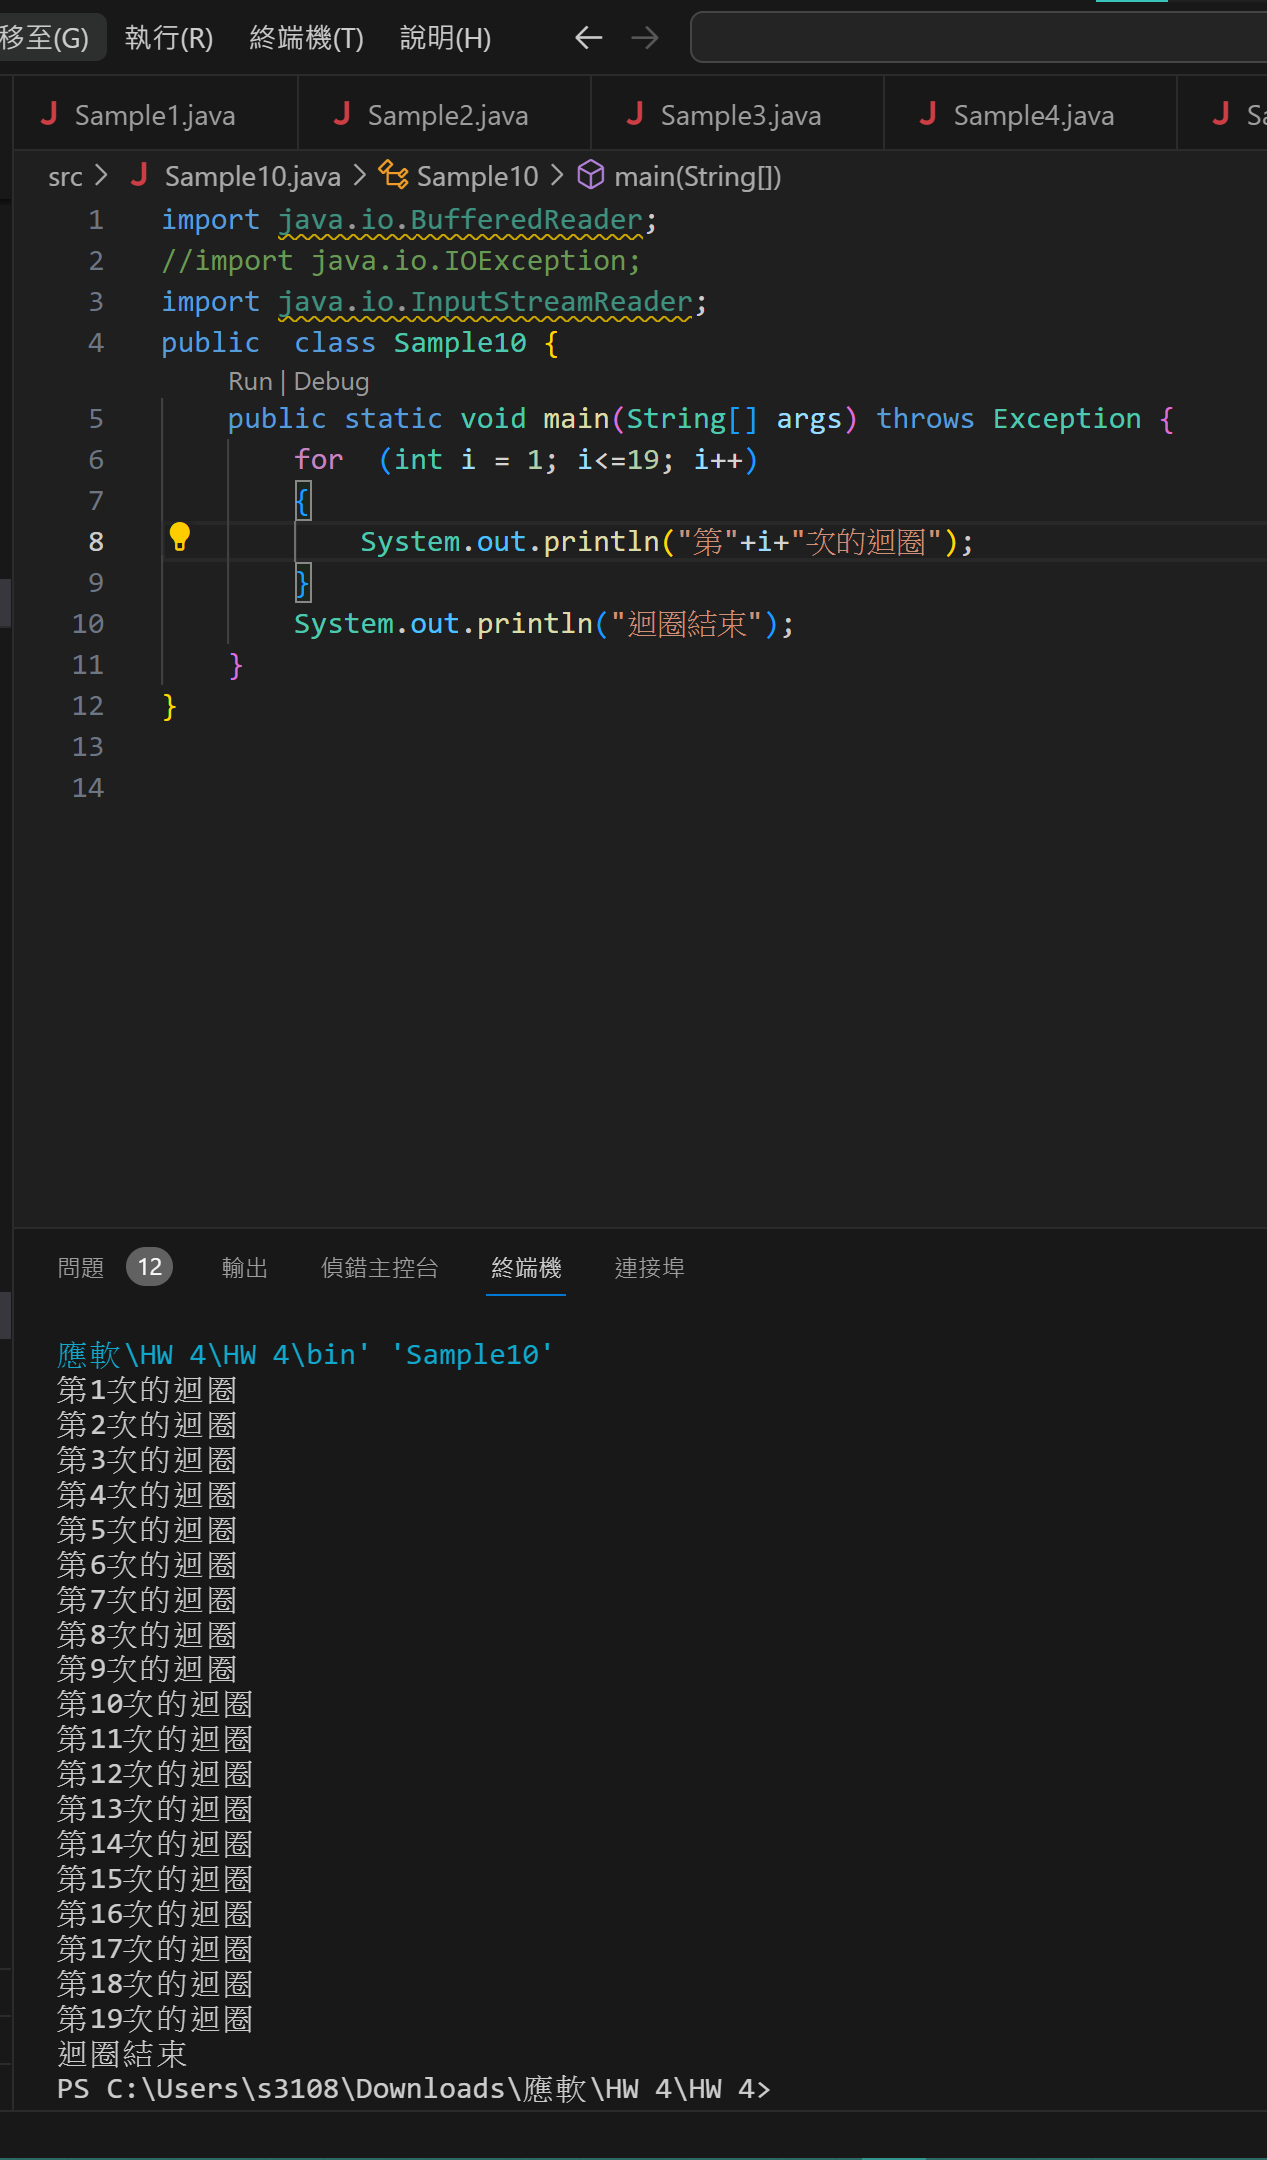 移至(G) 執行(R) 終端機(T) 說明(H)
J Sample1.java J Sample2.java J Sample3.java J Sample4.java J Sa
src > J Sample10.java > Sample10 > main(String[])
1 import java.io.BufferedReader;
2 //import java.io.IOException;
3 import java.io.InputStreamReader;
4 public  class Sample10 {
Run | Debug
5 public static void main(String[] args) throws Exception {
6 for  (int i = 1; i<=19; i++)
7 {
8 System.out.println("第"+i+"次的迴圈");
9 }
10 System.out.println("迴圈結束");
11 }
12 }
13
14
問題 12 輸出 偵錯主控台 終端機 連接埠
應軟\HW 4\HW 4\bin' 'Sample10'
第1次的迴圈
第2次的迴圈
第3次的迴圈
第4次的迴圈
第5次的迴圈
第6次的迴圈
第7次的迴圈
第8次的迴圈
第9次的迴圈
第10次的迴圈
第11次的迴圈
第12次的迴圈
第13次的迴圈
第14次的迴圈
第15次的迴圈
第16次的迴圈
第17次的迴圈
第18次的迴圈
第19次的迴圈
迴圈結束
PS C:\Users\s3108\Downloads\應軟\HW 4\HW 4>